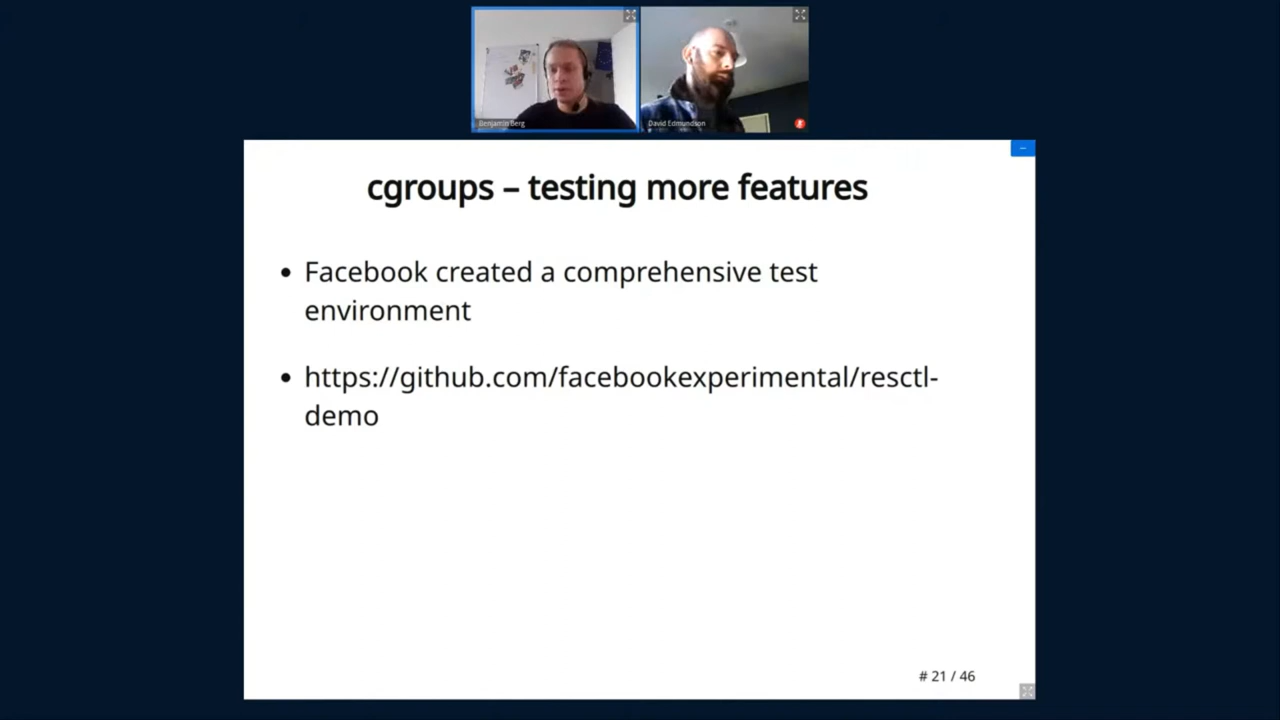 Benjamin Berg
David Edmundson
cgroups – testing more features
• Facebook created a comprehensive test
environment
• https://github.com/facebookexperimental/resctl-
demo
# 21 / 46